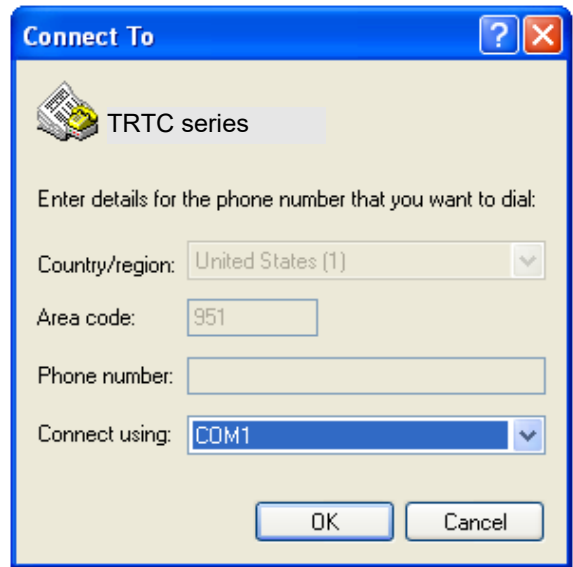 Connect To
TRTC series
Enter details for the phone number that you want to dial:
Country/region: United States (1)
Area code: 951
Phone number:
Connect using: COM1
OK Cancel